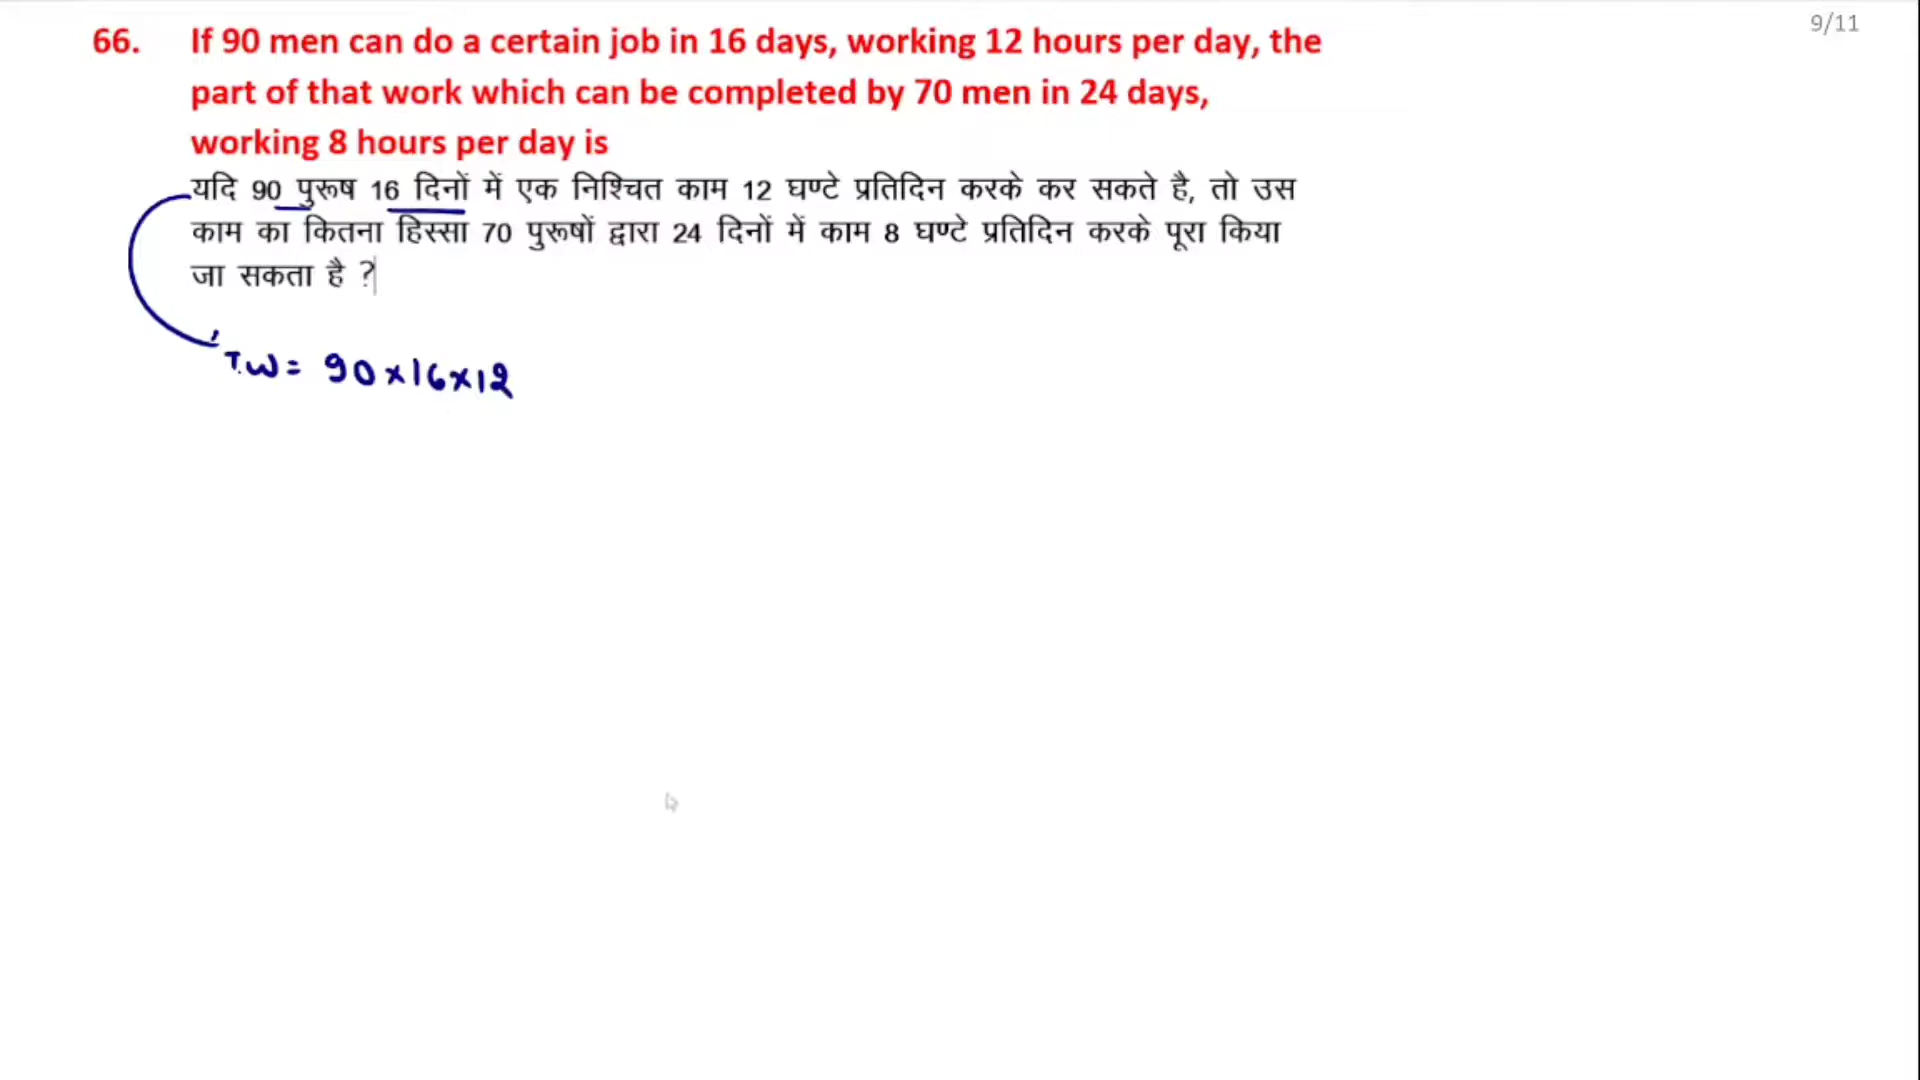 9/11
66. If 90 men can do a certain job in 16 days, working 12 hours per day, the
part of that work which can be completed by 70 men in 24 days,
working 8 hours per day is
यदि 90 पुरूष 16 दिनों में एक निश्चित काम 12 घण्टे प्रतिदिन करके कर सकते है, तो उस
काम का कितना हिस्सा 70 पुरूषों द्वारा 24 दिनों में काम 8 घण्टे प्रतिदिन करके पूरा किया
जा सकता है ?
T.W = 90×16×12